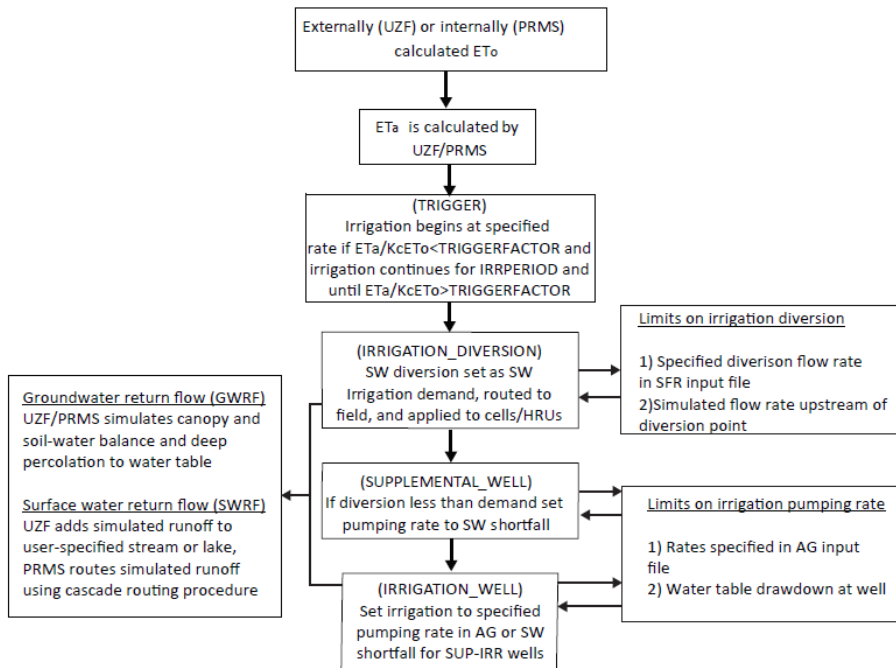 Externally (UZF) or internally (PRMS)
calculated ETo
ETa is calculated by
UZF/PRMS
(TRIGGER)
Irrigation begins at specified
rate if ETa/KcETo<TRIGGERFACTOR and
irrigation continues for IRRPERIOD and
until ETa/KcETo>TRIGGERFACTOR
(IRRIGATION_DIVERSION)
SW diversion set as SW
Irrigation demand, routed to
field, and applied to cells/HRUs
Limits on irrigation diversion
1) Specified diverison flow rate
in SFR input file
2)Simulated flow rate upstream of
diversion point
Groundwater return flow (GWRF)
UZF/PRMS simulates canopy and
soil-water balance and deep
percolation to water table
Surface water return flow (SWRF)
UZF adds simulated runoff to
user-specified stream or lake,
PRMS routes simulated runoff
using cascade routing procedure
(SUPPLEMENTAL_WELL)
If diversion less than demand set
pumping rate to SW shortfall
Limits on irrigation pumping rate
1) Rates specified in AG input
file
2) Water table drawdown at well
(IRRIGATION_WELL)
Set irrigation to specified
pumping rate in AG or SW
shortfall for SUP-IRR wells